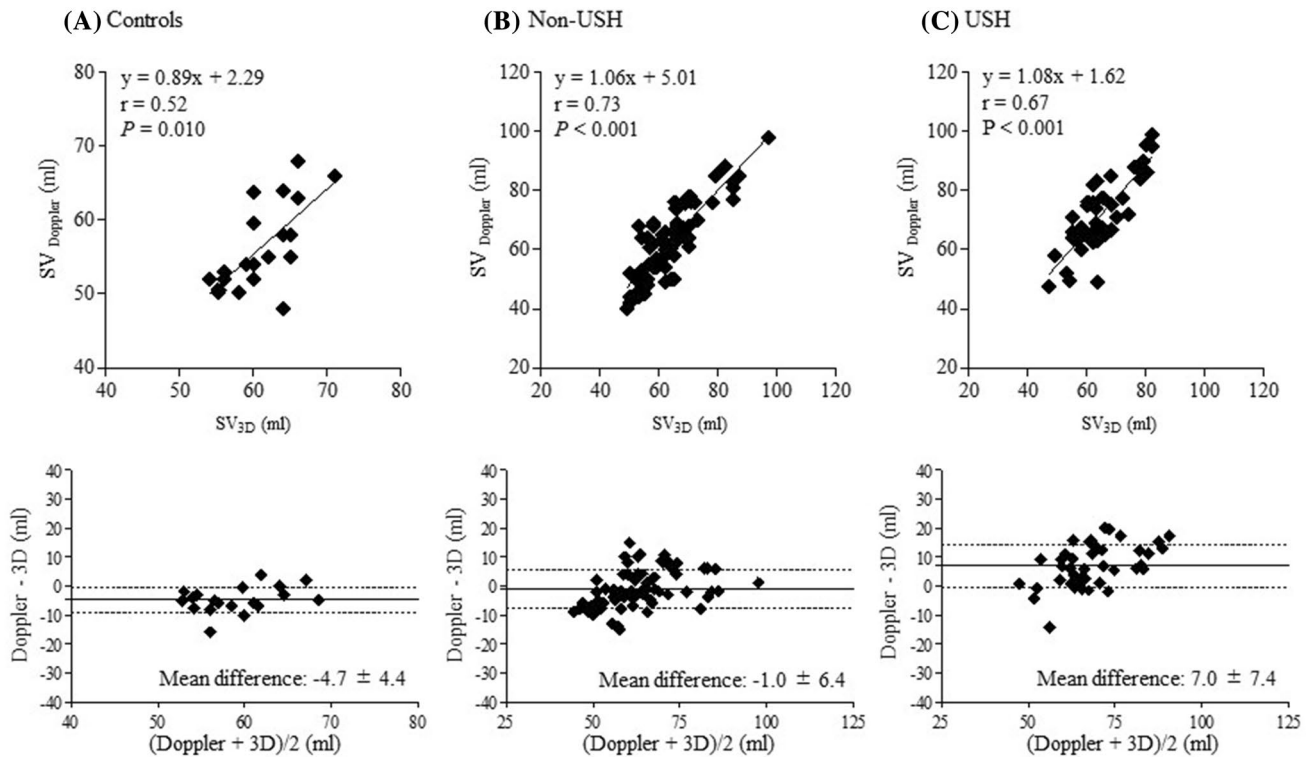 (A) Controls
80
70
60
50
40
SV Doppler (ml)
y = 0.89x + 2.29
r = 0.52
P = 0.010
40 50 60 70 80
SV3D (ml)
(B) Non-USH
120
100
80
60
40
20
SV Doppler (ml)
y = 1.06x + 5.01
r = 0.73
P < 0.001
20 40 60 80 100 120
SV3D (ml)
(C) USH
120
100
80
60
40
20
SV Doppler (ml)
y = 1.08x + 1.62
r = 0.67
P < 0.001
20 40 60 80 100 120
SV3D (ml)
40
30
20
10
0
-10
-20
-30
-40
Doppler - 3D (ml)
Mean difference: -4.7 ± 4.4
40 50 60 70 80
(Doppler + 3D)/2 (ml)
40
30
20
10
0
-10
-20
-30
-40
Doppler - 3D (ml)
Mean difference: -1.0 ± 6.4
25 50 75 100 125
(Doppler + 3D)/2 (ml)
40
30
20
10
0
-10
-20
-30
-40
Doppler - 3D (ml)
Mean difference: 7.0 ± 7.4
25 50 75 100 125
(Doppler + 3D)/2 (ml)